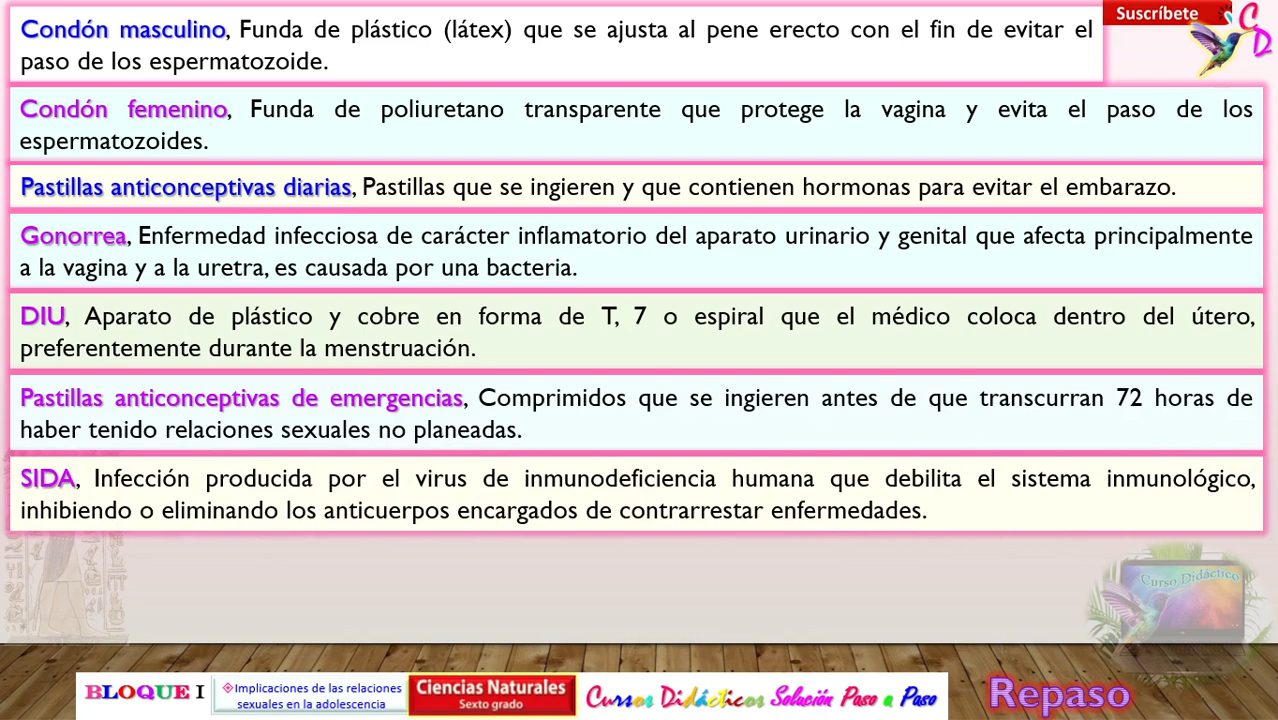 Suscríbete
CD
Condón masculino, Funda de plástico (látex) que se ajusta al pene erecto con el fin de evitar el
paso de los espermatozoide.
Condón femenino, Funda de poliuretano transparente que protege la vagina y evita el paso de los
espermatozoides.
Pastillas anticonceptivas diarias, Pastillas que se ingieren y que contienen hormonas para evitar el embarazo.
Gonorrea, Enfermedad infecciosa de carácter inflamatorio del aparato urinario y genital que afecta principalmente
a la vagina y a la uretra, es causada por una bacteria.
DIU, Aparato de plástico y cobre en forma de T, 7 o espiral que el médico coloca dentro del útero,
preferentemente durante la menstruación.
Pastillas anticonceptivas de emergencias, Comprimidos que se ingieren antes de que transcurran 72 horas de
haber tenido relaciones sexuales no planeadas.
SIDA, Infección producida por el virus de inmunodeficiencia humana que debilita el sistema inmunológico,
inhibiendo o eliminando los anticuerpos encargados de contrarrestar enfermedades.
Curso Didáctico
BLOQUE I
Implicaciones de las relaciones
sexuales en la adolescencia
Ciencias Naturales
Sexto grado
Cursos Didácticos Solución Paso a Paso
Repaso